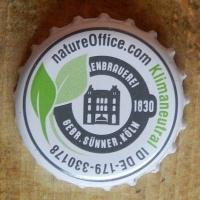 natureOffice.com
Klimaneutral
ID DE-179-330178
ENBRAUEREI
1830
GEBR. SÜNNER, KÖLN